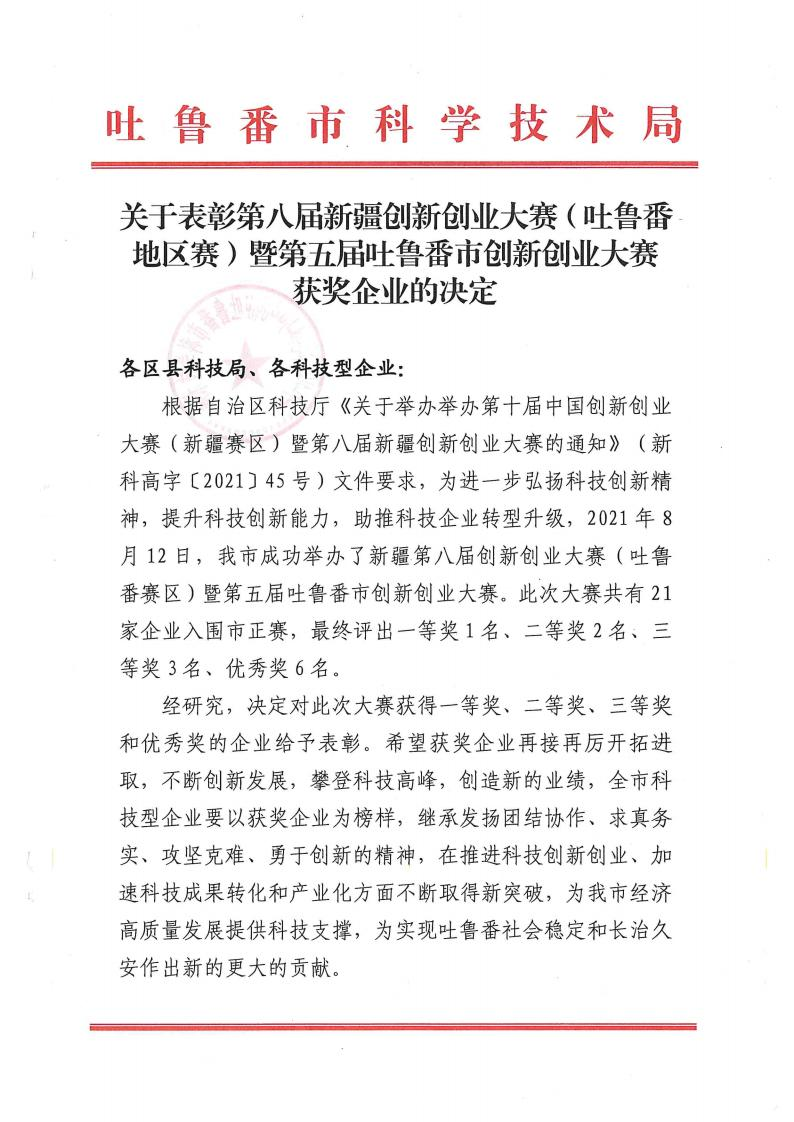 吐鲁番市科学技术局
关于表彰第八届新疆创新创业大赛（吐鲁番
地区赛）暨第五届吐鲁番市创新创业大赛
获奖企业的决定
各区县科技局、各科技型企业：
根据自治区科技厅《关于举办举办第十届中国创新创业
大赛（新疆赛区）暨第八届新疆创新创业大赛的通知》（新
科高字〔2021〕45 号）文件要求，为进一步弘扬科技创新精
神，提升科技创新能力，助推科技企业转型升级，2021 年 8
月 12 日，我市成功举办了新疆第八届创新创业大赛（吐鲁
番赛区）暨第五届吐鲁番市创新创业大赛。此次大赛共有 21
家企业入围市正赛，最终评出一等奖 1 名、二等奖 2 名、三
等奖 3 名、优秀奖 6 名。
经研究，决定对此次大赛获得一等奖、二等奖、三等奖
和优秀奖的企业给予表彰。希望获奖企业再接再厉开拓进
取，不断创新发展，攀登科技高峰，创造新的业绩，全市科
技型企业要以获奖企业为榜样，继承发扬团结协作、求真务
实、攻坚克难、勇于创新的精神，在推进科技创新创业、加
速科技成果转化和产业化方面不断取得新突破，为我市经济
高质量发展提供科技支撑，为实现吐鲁番社会稳定和长治久
安作出新的更大的贡献。